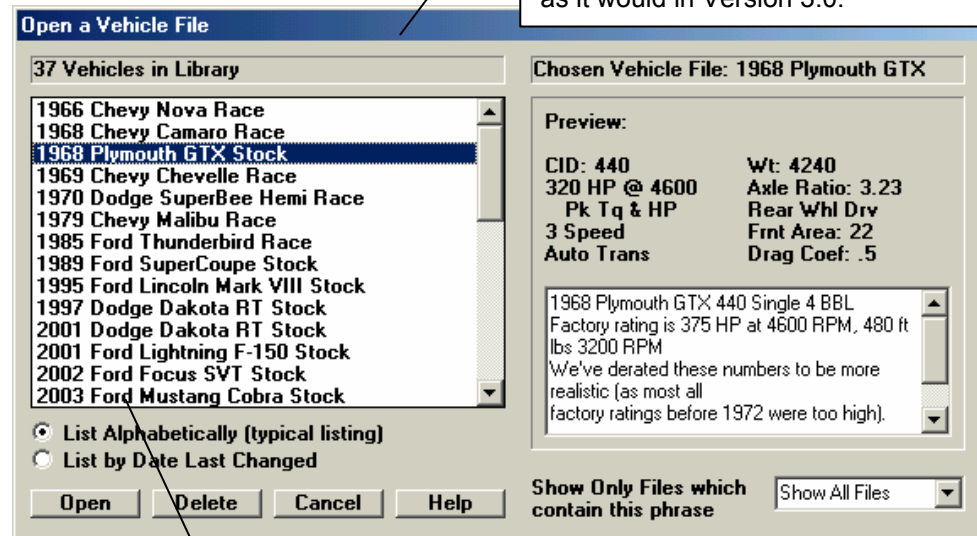 as it would in Version 3.0.
Open a Vehicle File
37 Vehicles in Library
1966 Chevy Nova Race
1968 Chevy Camaro Race
1968 Plymouth GTX Stock
1969 Chevy Chevelle Race
1970 Dodge SuperBee Hemi Race
1979 Chevy Malibu Race
1985 Ford Thunderbird Race
1989 Ford SuperCoupe Stock
1995 Ford Lincoln Mark VIII Stock
1997 Dodge Dakota RT Stock
2001 Dodge Dakota RT Stock
2001 Ford Lightning F-150 Stock
2002 Ford Focus SVT Stock
2003 Ford Mustang Cobra Stock
List Alphabetically (typical listing)
List by Date Last Changed
Open Delete Cancel Help
Chosen Vehicle File: 1968 Plymouth GTX
Preview:
CID: 440 Wt: 4240
320 HP @ 4600 Axle Ratio: 3.23
Pk Tq & HP Rear Whl Drv
3 Speed Frnt Area: 22
Auto Trans Drag Coef: .5
1968 Plymouth GTX 440 Single 4 BBL
Factory rating is 375 HP at 4600 RPM, 480 ft
lbs 3200 RPM
We've derated these numbers to be more
realistic (as most all
factory ratings before 1972 were too high).
Show Only Files which
contain this phrase
Show All Files